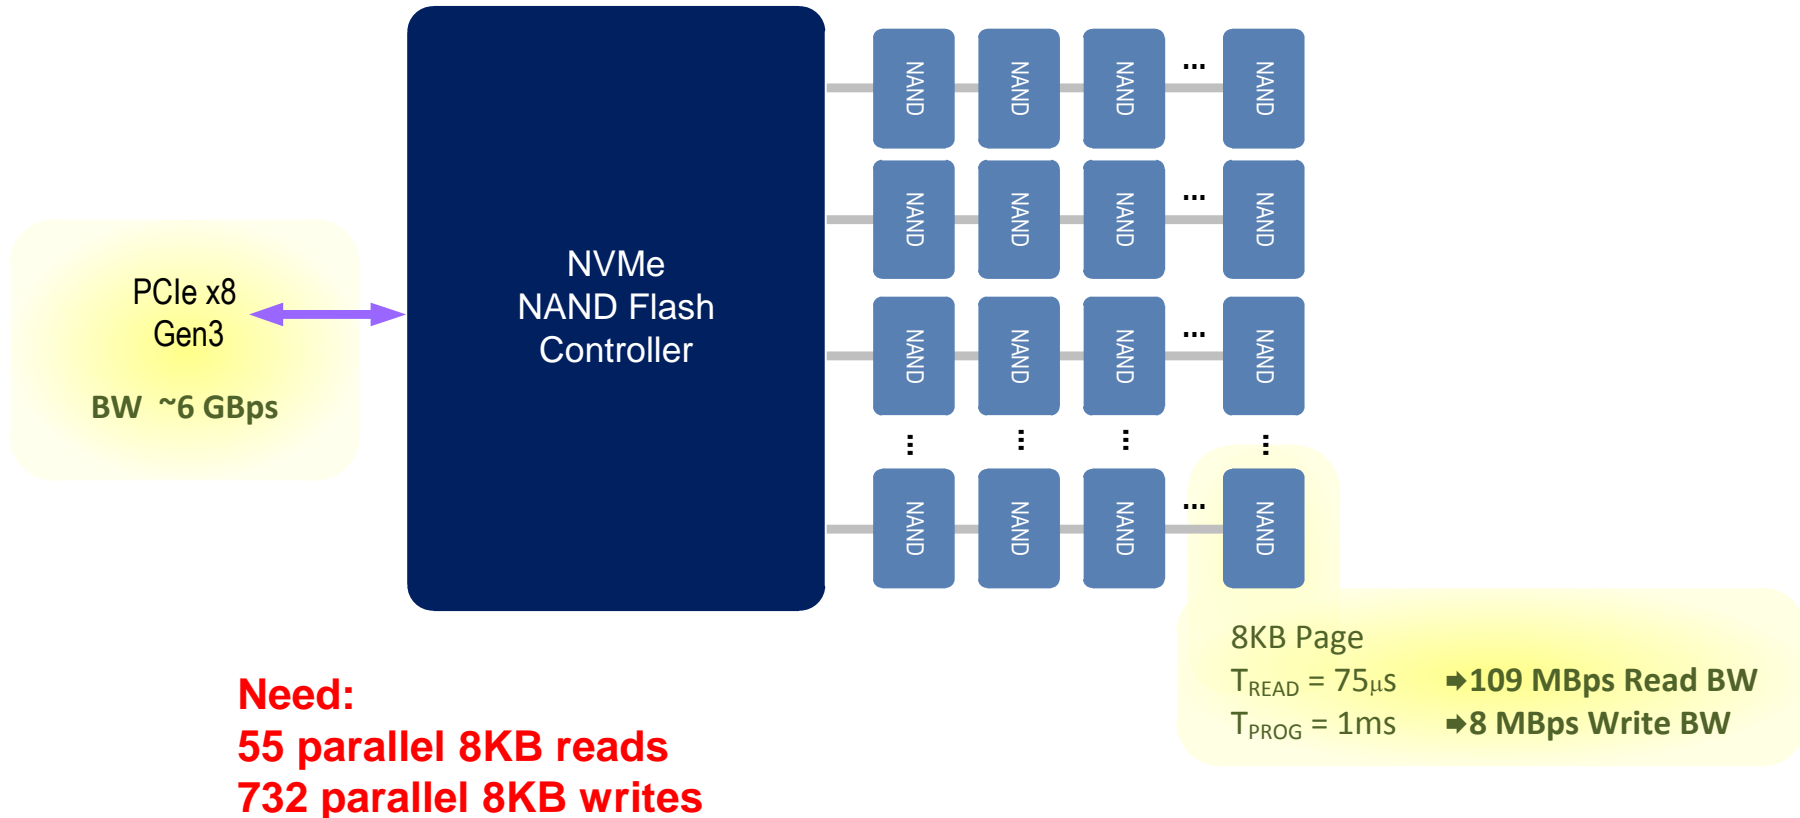 NVMe
NAND Flash
Controller
PCIe x8
Gen3
BW ~6 GBps
NAND
NAND
NAND
...
NAND
NAND
NAND
NAND
...
NAND
NAND
NAND
NAND
...
NAND
...
...
...
...
NAND
NAND
NAND
...
NAND
8KB Page
TREAD = 75µs ➡109 MBps Read BW
TPROG = 1ms ➡8 MBps Write BW
Need:
55 parallel 8KB reads
732 parallel 8KB writes